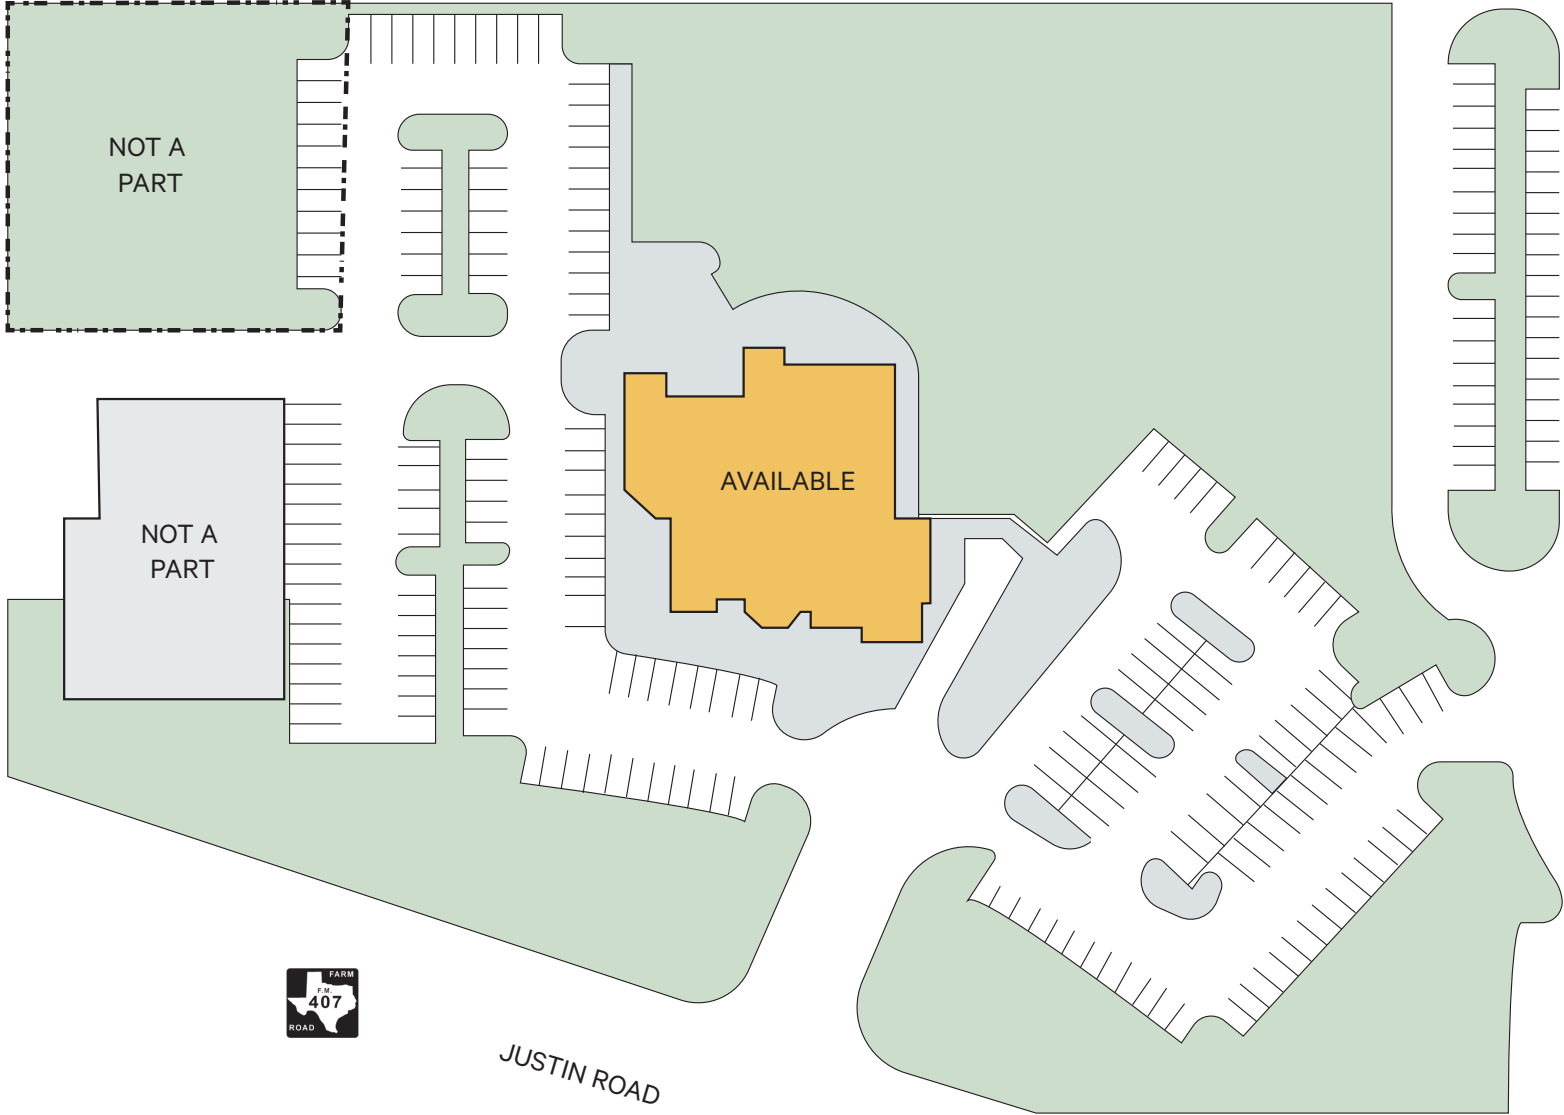 NOT A
PART
AVAILABLE
NOT A
PART
FARM
F.M.
407
ROAD
JUSTIN ROAD